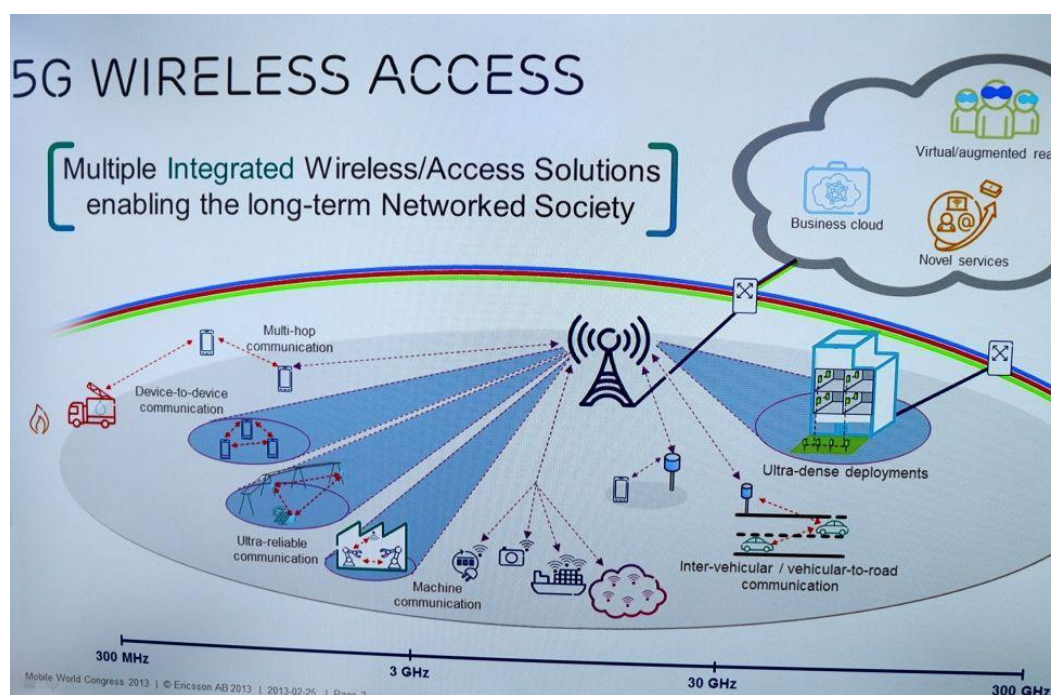 5G WIRELESS ACCESS
Multiple Integrated Wireless/Access Solutions
enabling the long-term Networked Society
Virtual/augmented rea
Business cloud
Novel services
Multi-hop
communication
Device-to-device
communication
Ultra-dense deployments
Ultra-reliable
communication
Inter-vehicular / vehicular-to-road
communication
Machine
communication
300 MHz
3 GHz
30 GHz
300 GHz
Mobile World Congress 2013 | © Ericsson AB 2013 | 2013-02-25 | Page 2